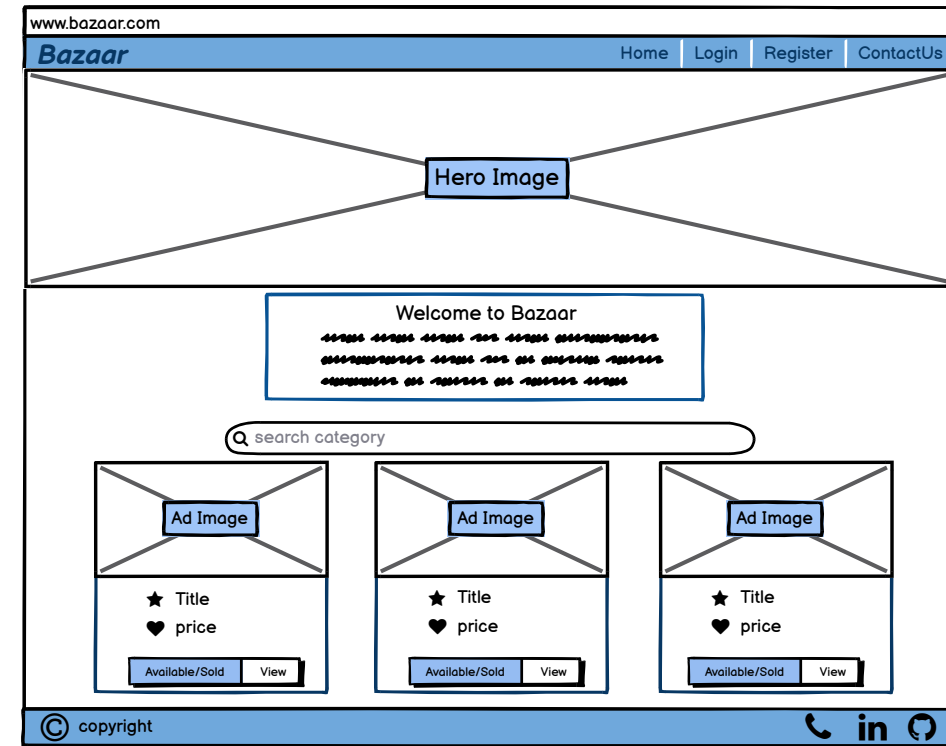 www.bazaar.com
Bazaar Home Login Register ContactUs
Hero Image
Welcome to Bazaar
search category
Ad Image Ad Image Ad Image
Title Title Title
price price price
Available/Sold View Available/Sold View Available/Sold View
© copyright in